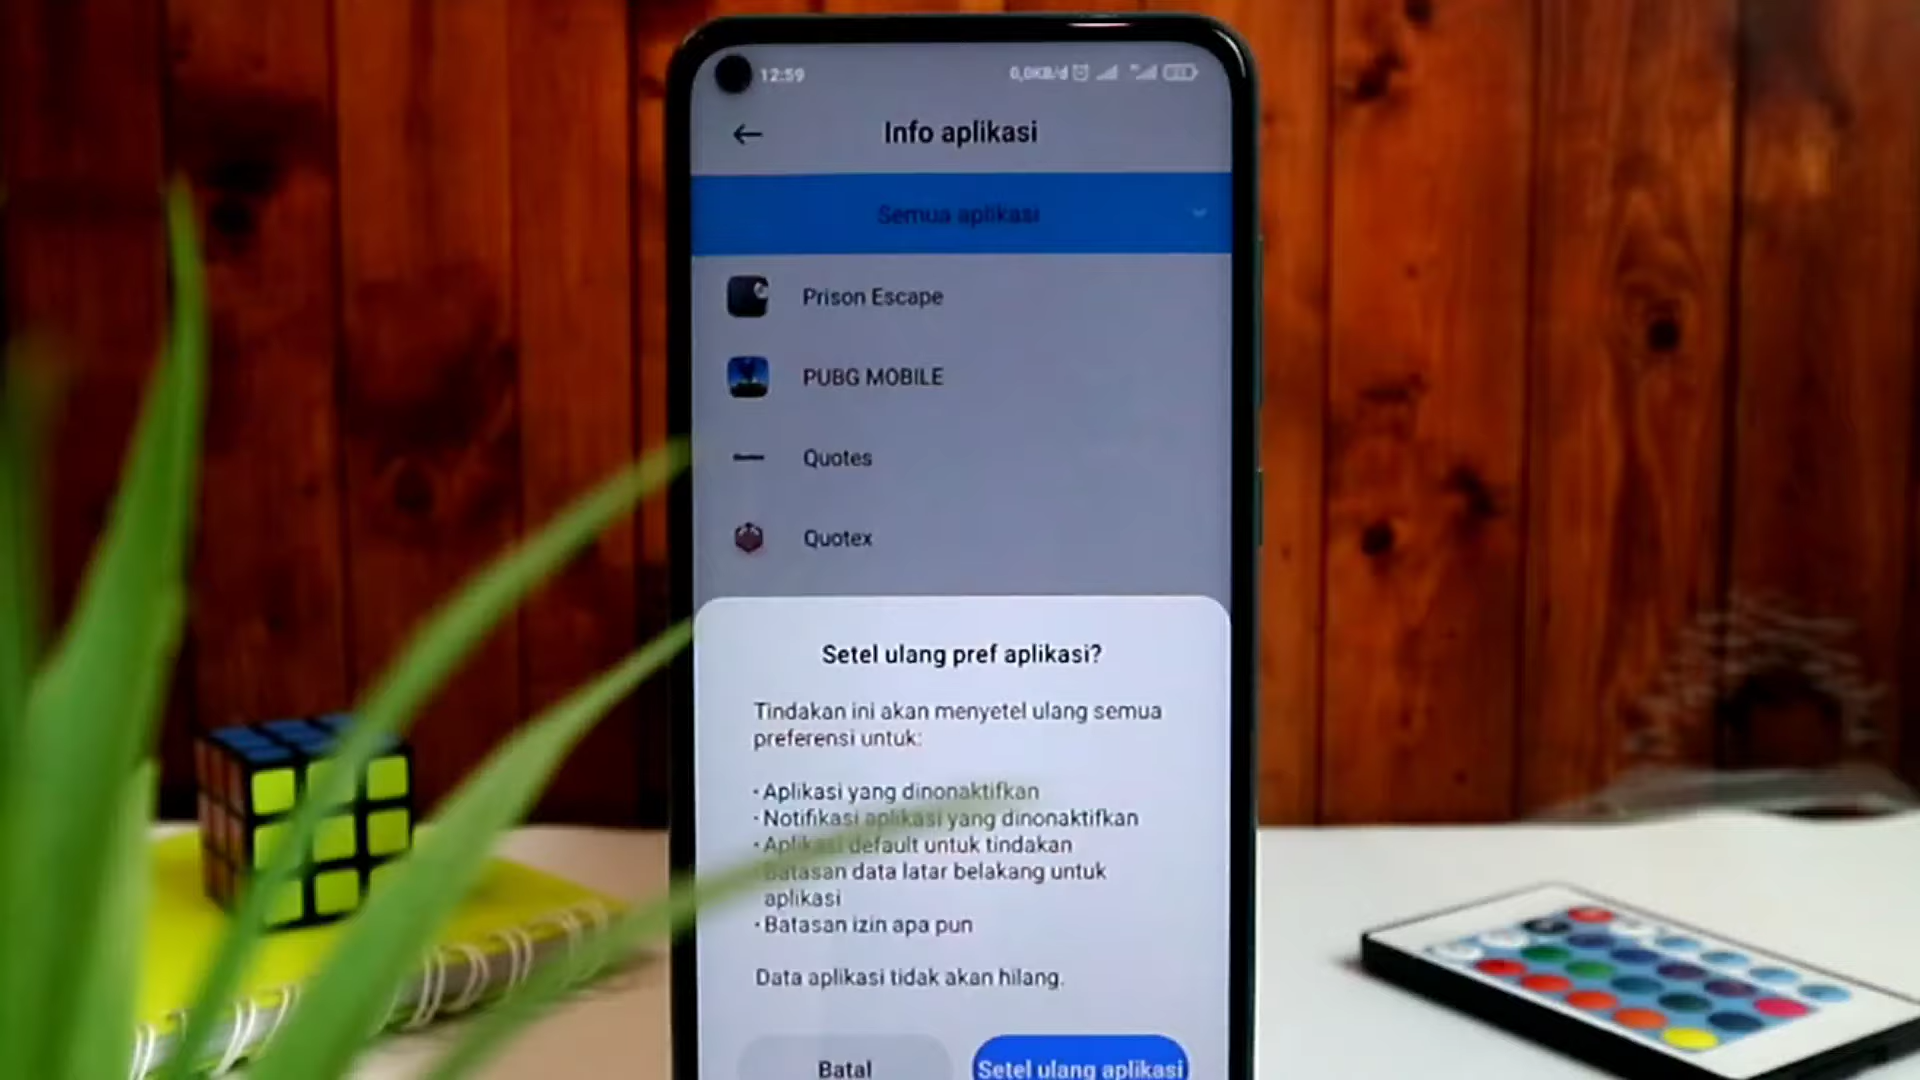 12:59
0,0KB/d
Info aplikasi
Semua aplikasi
Prison Escape
PUBG MOBILE
Quotes
Quotex
Setel ulang pref aplikasi?
Tindakan ini akan menyetel ulang semua
preferensi untuk:
· Aplikasi yang dinonaktifkan
· Notifikasi aplikasi yang dinonaktifkan
· Aplikasi default untuk tindakan
Batasan data latar belakang untuk
aplikasi
· Batasan izin apa pun
Data aplikasi tidak akan hilang.
Batal
Setel ulang aplikasi